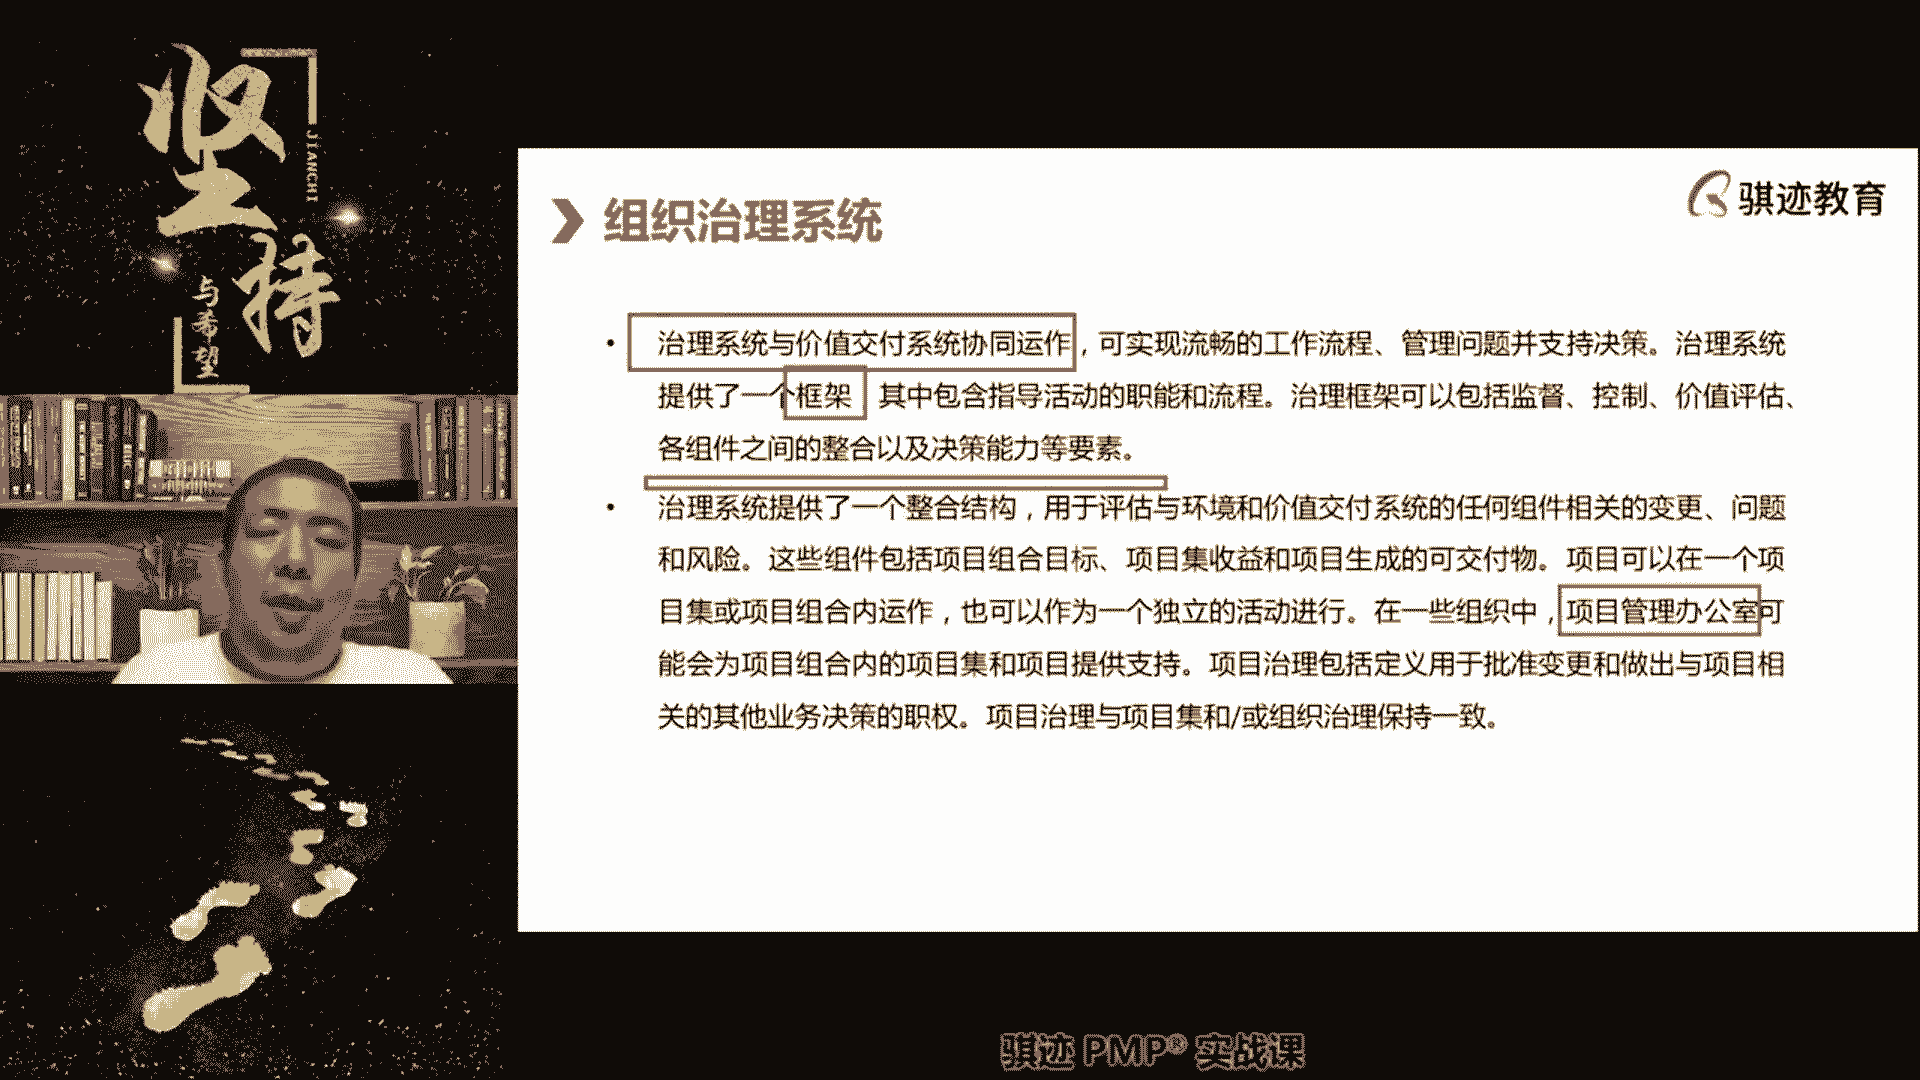 坚
JIANCHI
持
与希望
骐迹教育
组织治理系统
• 治理系统与价值交付系统协同运作，可实现流畅的工作流程、管理问题并支持决策。治理系统
提供了一个框架 其中包含指导活动的职能和流程。治理框架可以包括监督、控制、价值评估、
各组件之间的整合以及决策能力等要素。
• 治理系统提供了一个整合结构，用于评估与环境和价值交付系统的任何组件相关的变更、问题
和风险。这些组件包括项目组合目标、项目集收益和项目生成的可交付物。项目可以在一个项
目集或项目组合内运作，也可以作为一个独立的活动进行。在一些组织中，项目管理办公室可
能会为项目组合内的项目集和项目提供支持。项目治理包括定义用于批准变更和做出与项目相
关的其他业务决策的职权。项目治理与项目集和/或组织治理保持一致。
骐迹 PMP® 实战课